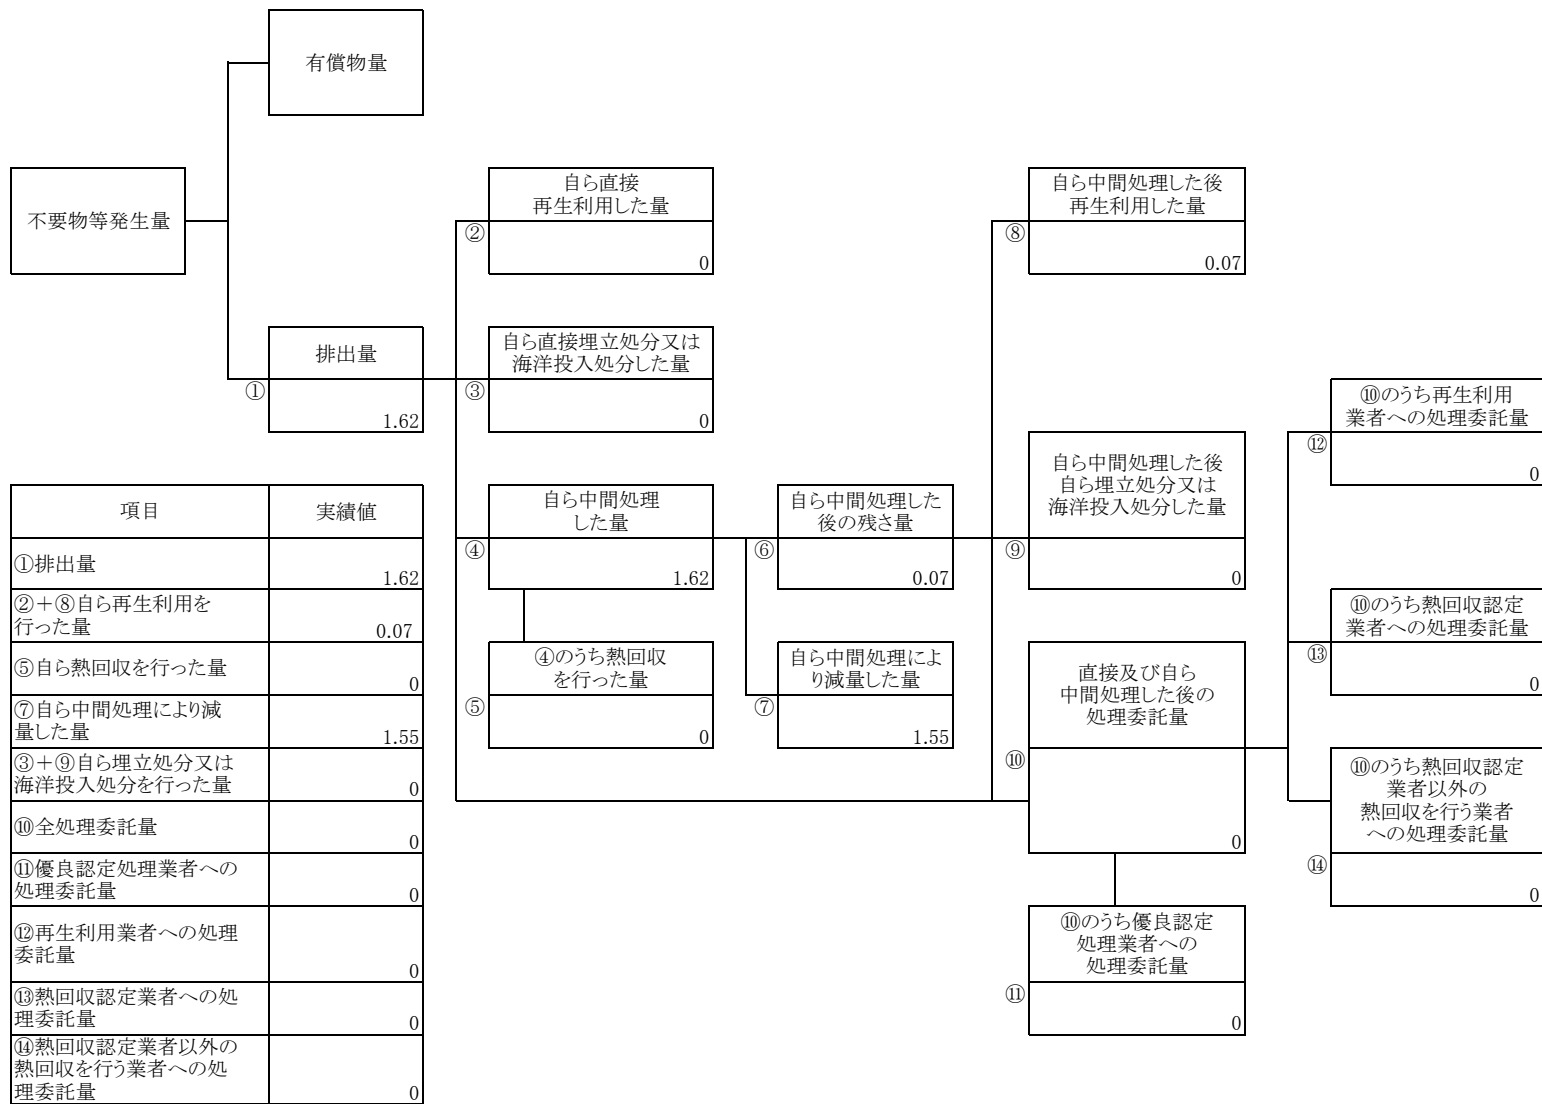 有償物量
不要物等発生量
自ら直接
再生利用した量
②
0
自ら中間処理した後
再生利用した量
⑧
0.07
排出量
①
1.62
自ら直接埋立処分又は
海洋投入処分した量
③
0
自ら中間処理
した量
④
1.62
自ら中間処理した
後の残さ量
⑥
0.07
自ら中間処理した後
自ら埋立処分又は
海洋投入処分した量
⑨
0
⑩のうち再生利用
業者への処理委託量
⑫
0
④のうち熱回収
を行った量
⑤
0
自ら中間処理によ
り減量した量
⑦
1.55
直接及び自ら
中間処理した後の
処理委託量
⑩
0
⑩のうち熱回収認定
業者への処理委託量
⑬
0
⑩のうち熱回収認定
業者以外の
熱回収を行う業者
への処理委託量
⑭
0
⑩のうち優良認定
処理業者への
処理委託量
⑪
0
項目 実績値
①排出量 1.62
②+⑧自ら再生利用を
行った量 0.07
⑤自ら熱回収を行った量 0
⑦自ら中間処理により減
量した量 1.55
③+⑨自ら埋立処分又は
海洋投入処分を行った量 0
⑩全処理委託量 0
⑪優良認定処理業者への
処理委託量 0
⑫再生利用業者への処理
委託量 0
⑬熱回収認定業者への処
理委託量 0
⑭熱回収認定業者以外の
熱回収を行う業者への処
理委託量 0